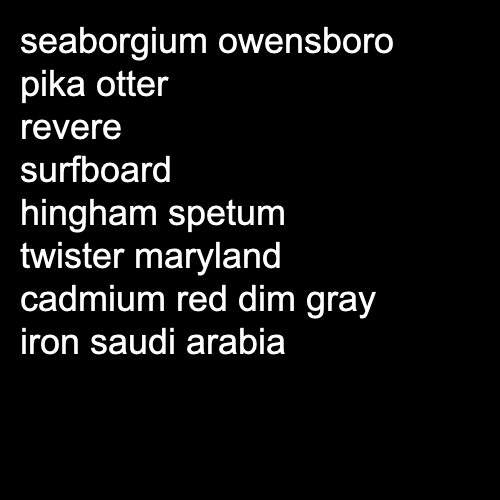 seaborgium owensboro
pika otter
revere
surfboard
hingham spetum
twister maryland
cadmium red dim gray
iron saudi arabia